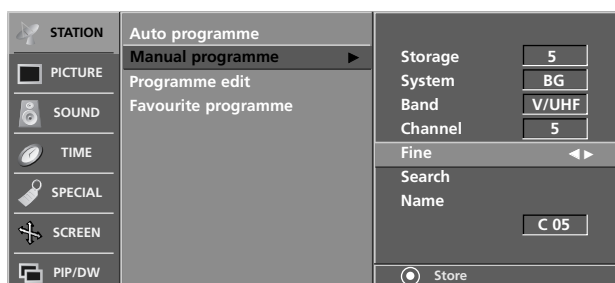 STATION
PICTURE
SOUND
TIME
SPECIAL
SCREEN
PIP/DW
Auto programme
Manual programme
Programme edit
Favourite programme
Storage 5
System BG
Band V/UHF
Channel 5
Fine
Search
Name
C 05
Store